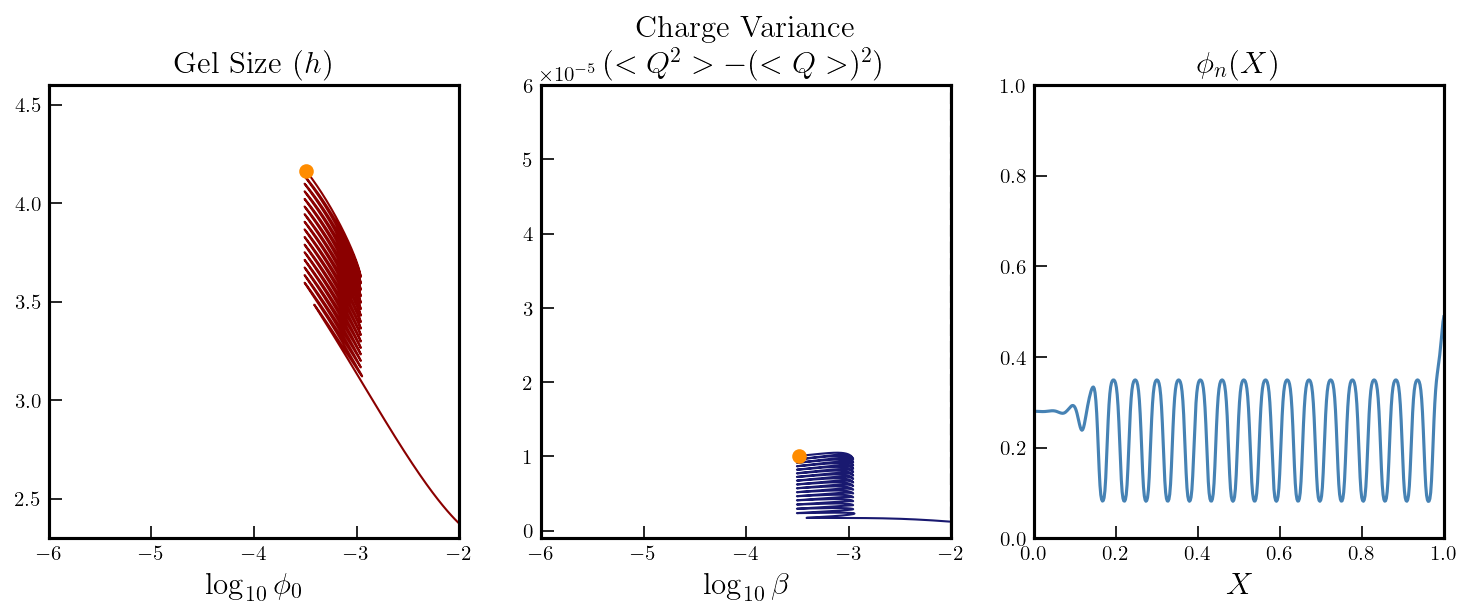 Gel Size (h)
4.5
4.0
3.5
3.0
2.5
−6 −5 −4 −3 −2
log₁₀ ϕ₀
Charge Variance
(< Q² > −(< Q >)²)
×10⁻⁵
6
5
4
3
2
1
0
−6 −5 −4 −3 −2
log₁₀ β
ϕₙ(X)
1.0
0.8
0.6
0.4
0.2
0.0
0.0 0.2 0.4 0.6 0.8 1.0
X